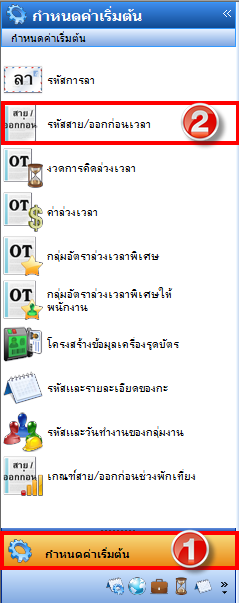 กำหนดค่าเริ่มต้น
กำหนดค่าเริ่มต้น
ลา รหัสการลา
สาย/
ออกก่อน รหัสสาย/ออกก่อนเวลา 2
OT งวดการคิดล่วงเวลา
OT ค่าล่วงเวลา
OT กลุ่มอัตราล่วงเวลาพิเศษ
OT กลุ่มอัตราล่วงเวลาพิเศษให้
พนักงาน
โครงสร้างข้อมูลเครื่องรูดบัตร
รหัสและรายละเอียดของกะ
รหัสและวันทำงานของกลุ่มงาน
สาย/
ออกก่อน เกณฑ์สาย/ออกก่อนช่วงพักเที่ยง
กำหนดค่าเริ่มต้น 1